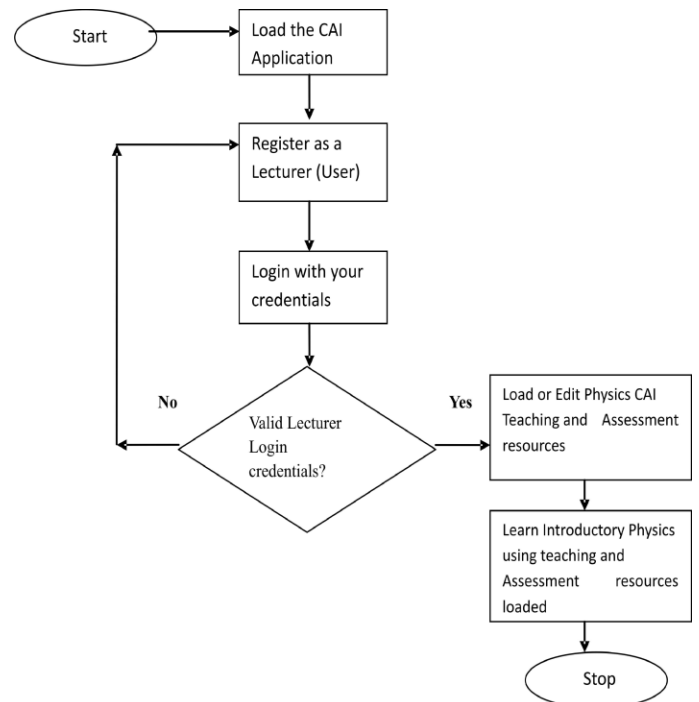 Start
Load the CAI
Application
Register as a
Lecturer (User)
Login with your
credentials
No
Valid Lecturer
Login
credentials?
Yes
Load or Edit Physics CAI
Teaching and Assessment
resources
Learn Introductory Physics
using teaching and
Assessment resources
loaded
Stop